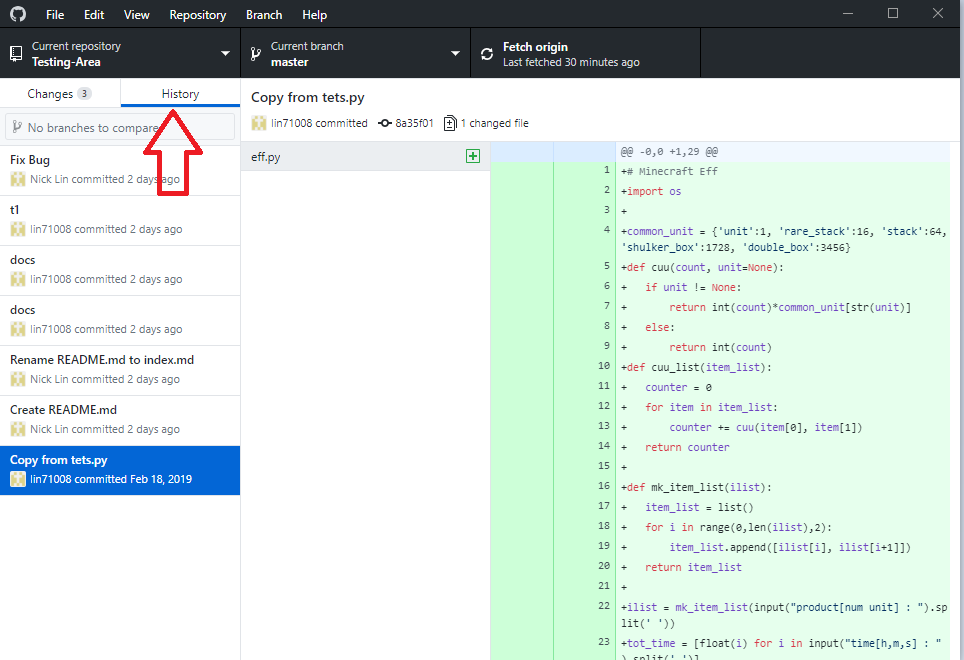 File Edit View Repository Branch Help
Current repository
Testing-Area
Current branch
master
Fetch origin
Last fetched 30 minutes ago
Changes 3
History
No branches to compare
Fix Bug
Nick Lin committed 2 days ago
t1
lin71008 committed 2 days ago
docs
lin71008 committed 2 days ago
docs
lin71008 committed 2 days ago
Rename README.md to index.md
Nick Lin committed 2 days ago
Create README.md
Nick Lin committed 2 days ago
Copy from tets.py
lin71008 committed Feb 18, 2019
Copy from tets.py
lin71008 committed 8a35f01 1 changed file
eff.py
@@ -0,0 +1,29 @@
1 +# Minecraft Eff
2 +import os
3 +
4 +common_unit = {'unit':1, 'rare_stack':16, 'stack':64,
'shulker_box':1728, 'double_box':3456}
5 +def cuu(count, unit=None):
6 + if unit != None:
7 + return int(count)*common_unit[str(unit)]
8 + else:
9 + return int(count)
10 +def cuu_list(item_list):
11 + counter = 0
12 + for item in item_list:
13 + counter += cuu(item[0], item[1])
14 + return counter
15 +
16 +def mk_item_list(ilist):
17 + item_list = list()
18 + for i in range(0,len(ilist),2):
19 + item_list.append([ilist[i], ilist[i+1]])
20 + return item_list
21 +
22 +ilist = mk_item_list(input("product[num unit] : ").sp
lit(' '))
23 +tot_time = [float(i) for i in input("time[h,m,s] : "
).split(' ')]